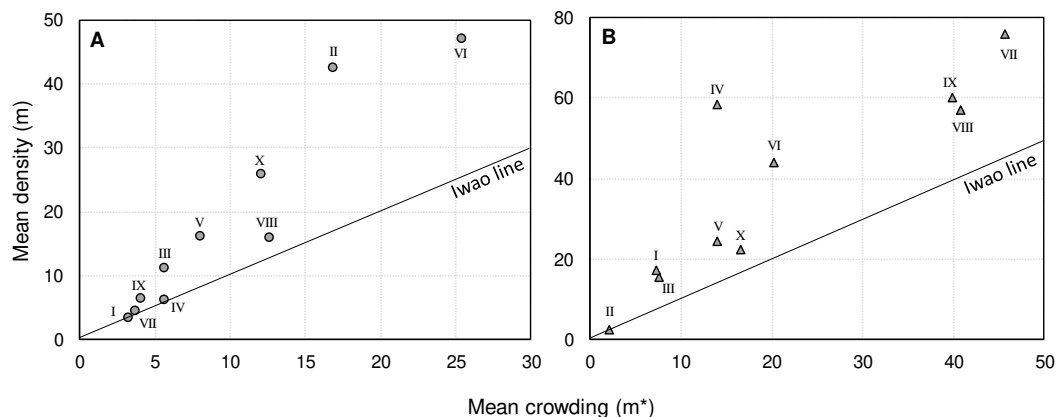 50
A
II
VI
40
30
X
Iwao line
20
V
VIII
III
10
IX
I
VII
IV
0
0 5 10 15 20 25 30
Mean density (m)
80
B
VII
IV
IX
60
VIII
VI
40
Iwao line
V
X
20
I
III
II
0
0 10 20 30 40 50
Mean crowding (m*)